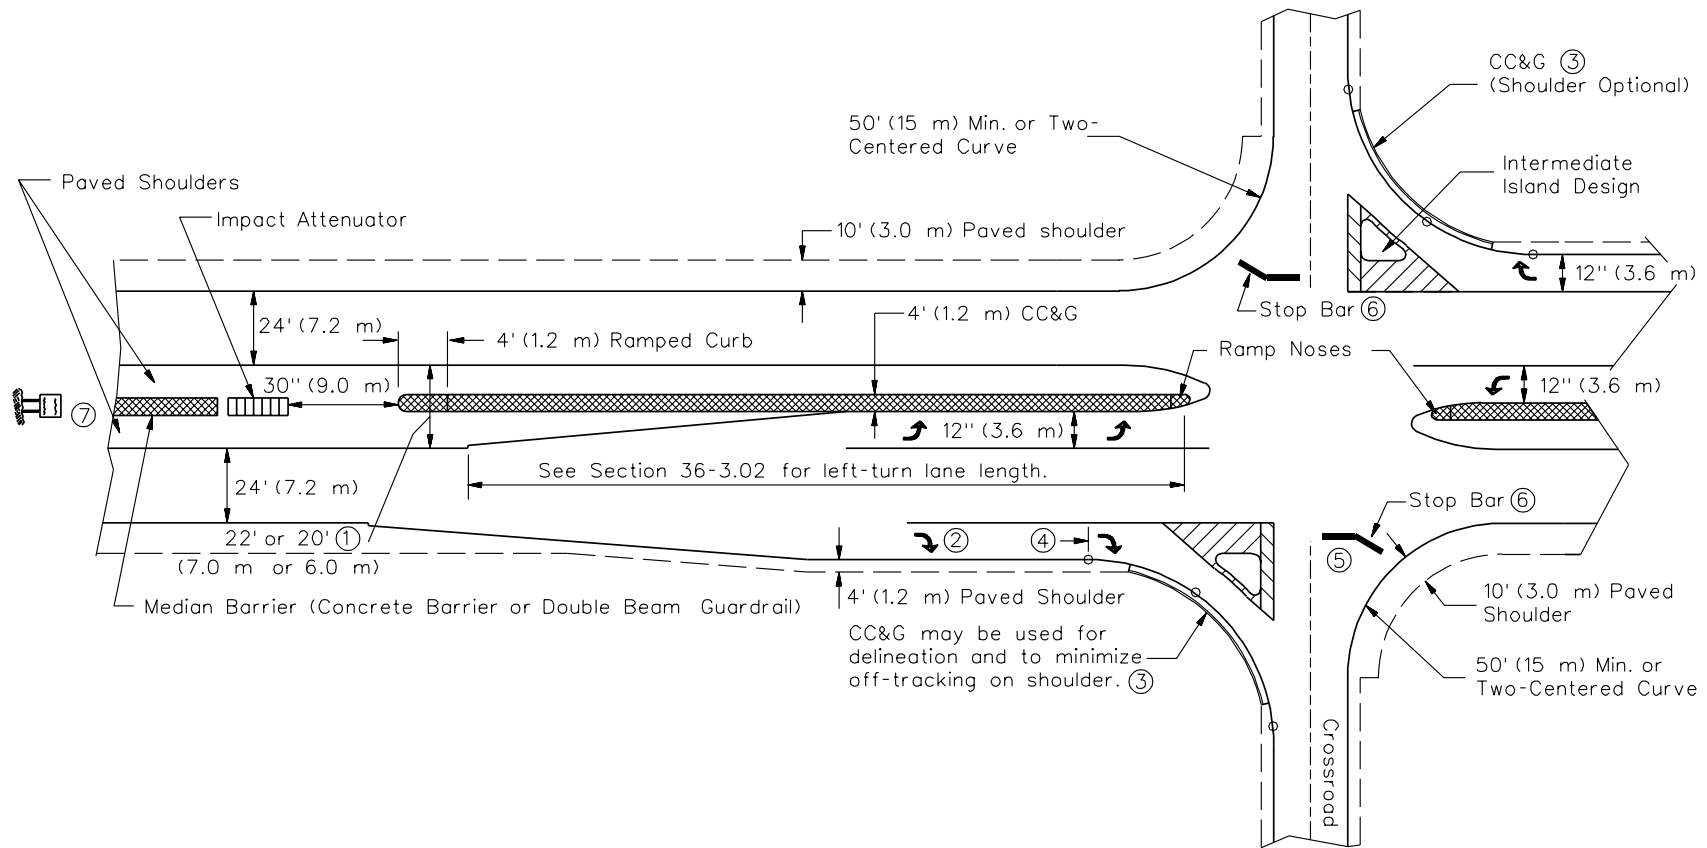 CC&G ③
(Shoulder Optional)
50' (15 m) Min. or Two-
Centered Curve
Intermediate
Island Design
Paved Shoulders
Impact Attenuator
10' (3.0 m) Paved shoulder
12'' (3.6 m)
Stop Bar ⑥
24' (7.2 m)
4' (1.2 m) CC&G
4' (1.2 m) Ramped Curb
Ramp Noses
30'' (9.0 m)
12'' (3.6 m)
⑦
12'' (3.6 m)
See Section 36-3.02 for left-turn lane length.
24' (7.2 m)
Stop Bar ⑥
22' or 20' ①
(7.0 m or 6.0 m)
②
④
⑤
Median Barrier (Concrete Barrier or Double Beam Guardrail)
4' (1.2 m) Paved Shoulder
10' (3.0 m) Paved
Shoulder
CC&G may be used for
delineation and to minimize
off-tracking on shoulder. ③
50' (15 m) Min. or
Two-Centered Curve
Crossroad